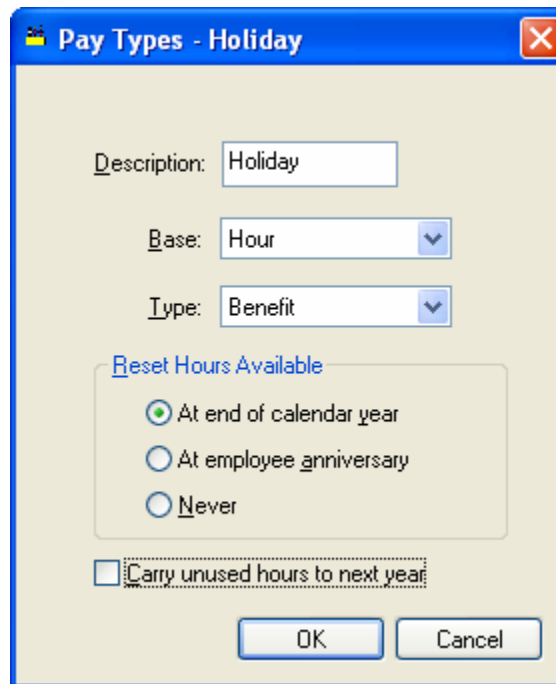 Pay Types - Holiday
Description: Holiday
Base: Hour
Type: Benefit
Reset Hours Available
At end of calendar year
At employee anniversary
Never
Carry unused hours to next year
OK Cancel